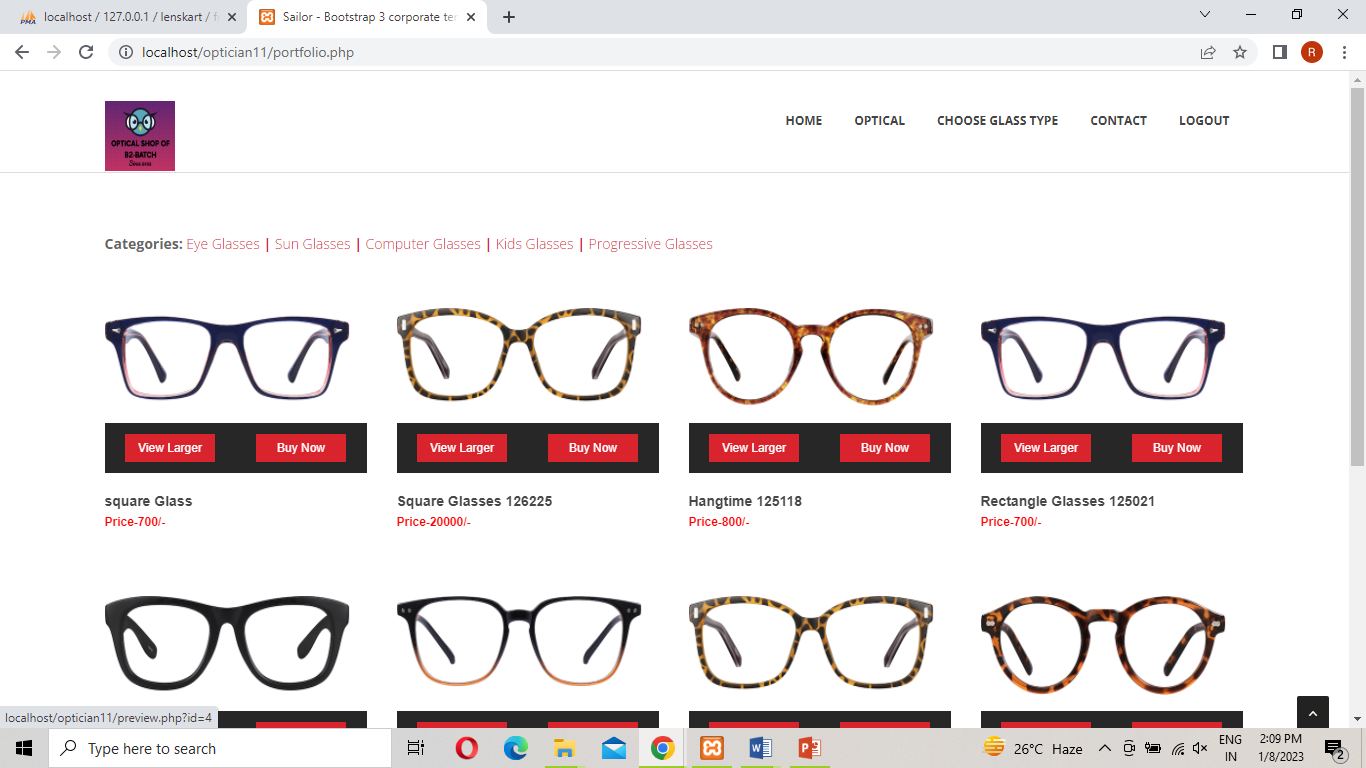 localhost / 127.0.0.1 / lenskart / f
Sailor - Bootstrap 3 corporate ter
localhost/optician11/portfolio.php
R
OPTICAL SHOP OF
B2-BATCH
HOME OPTICAL CHOOSE GLASS TYPE CONTACT LOGOUT
Categories: Eye Glasses | Sun Glasses | Computer Glasses | Kids Glasses | Progressive Glasses
View Larger Buy Now View Larger Buy Now View Larger Buy Now View Larger Buy Now
square Glass Square Glasses 126225 Hangtime 125118 Rectangle Glasses 125021
Price-700/- Price-20000/- Price-800/- Price-700/-
localhost/optician11/preview.php?id=4
Type here to search
26°C Haze
ENG
IN
2:09 PM
1/8/2023
2